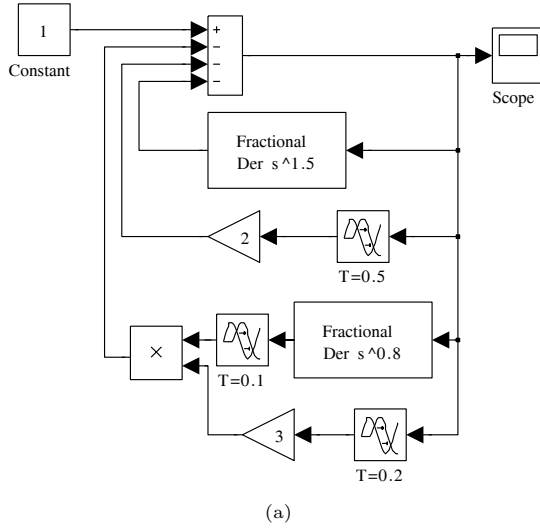 1
Constant
+
−
−
−
Scope
Fractional
Der s^1.5
2
T=0.5
Fractional
Der s^0.8
×
T=0.1
3
T=0.2
(a)